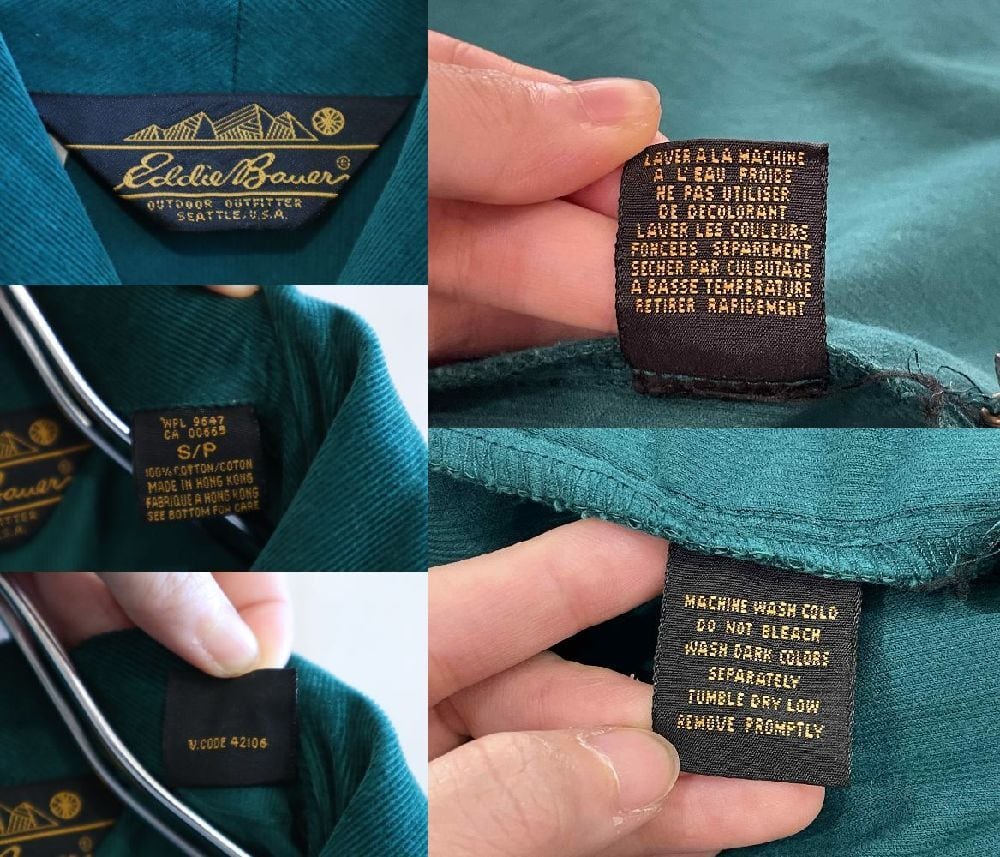 Eddie Bauer®
OUTDOOR OUTFITTER
SEATTLE, U.S.A.
LAVER A LA MACHINE
A L'EAU FROIDE
NE PAS UTILISER
DE DECOLORANT
LAVER LES COULEURS
FONCEES SEPAREMENT
SECHER PAR CULBUTAGE
A BASSE TEMPERATURE
RETIRER RAPIDEMENT
WPL 9647
CA 00669
S/P
100% COTTON/COTON
MADE IN HONG KONG
FABRIQUE A HONG KONG
SEE BOTTOM FOR CARE
Bauer
MACHINE WASH COLD
DO NOT BLEACH
WASH DARK COLORS
SEPARATELY
TUMBLE DRY LOW
REMOVE PROMPTLY
V.CODE 42106